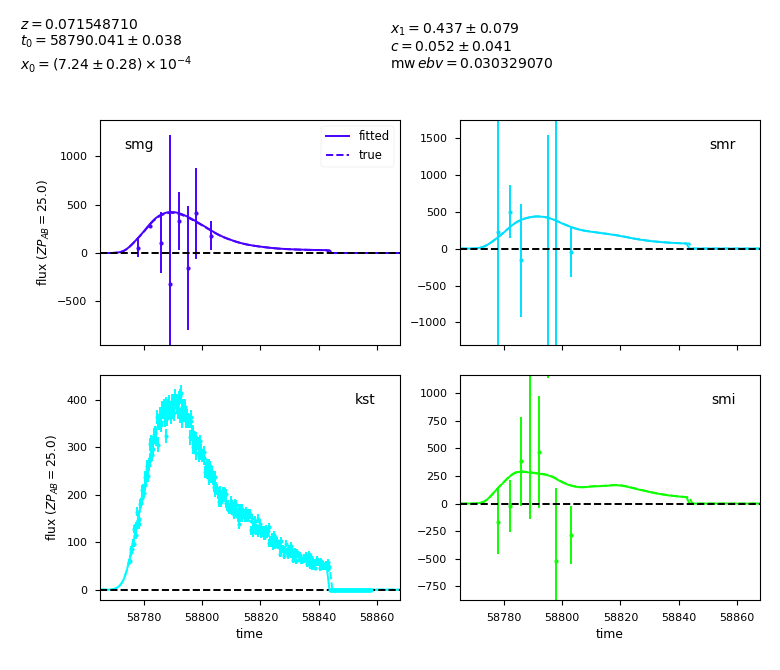 z = 0.071548710
t₀ = 58790.041 ± 0.038
x₀ = (7.24 ± 0.28) × 10⁻⁴
x₁ = 0.437 ± 0.079
c = 0.052 ± 0.041
mw ebv = 0.030329070
smg
fitted
true
1000
500
0
−500
flux (ZP_AB = 25.0)
smr
1500
1000
500
0
−500
−1000
kst
400
300
200
100
0
flux (ZP_AB = 25.0)
58780 58800 58820 58840 58860
time
smi
1000
750
500
250
0
−250
−500
−750
58780 58800 58820 58840 58860
time